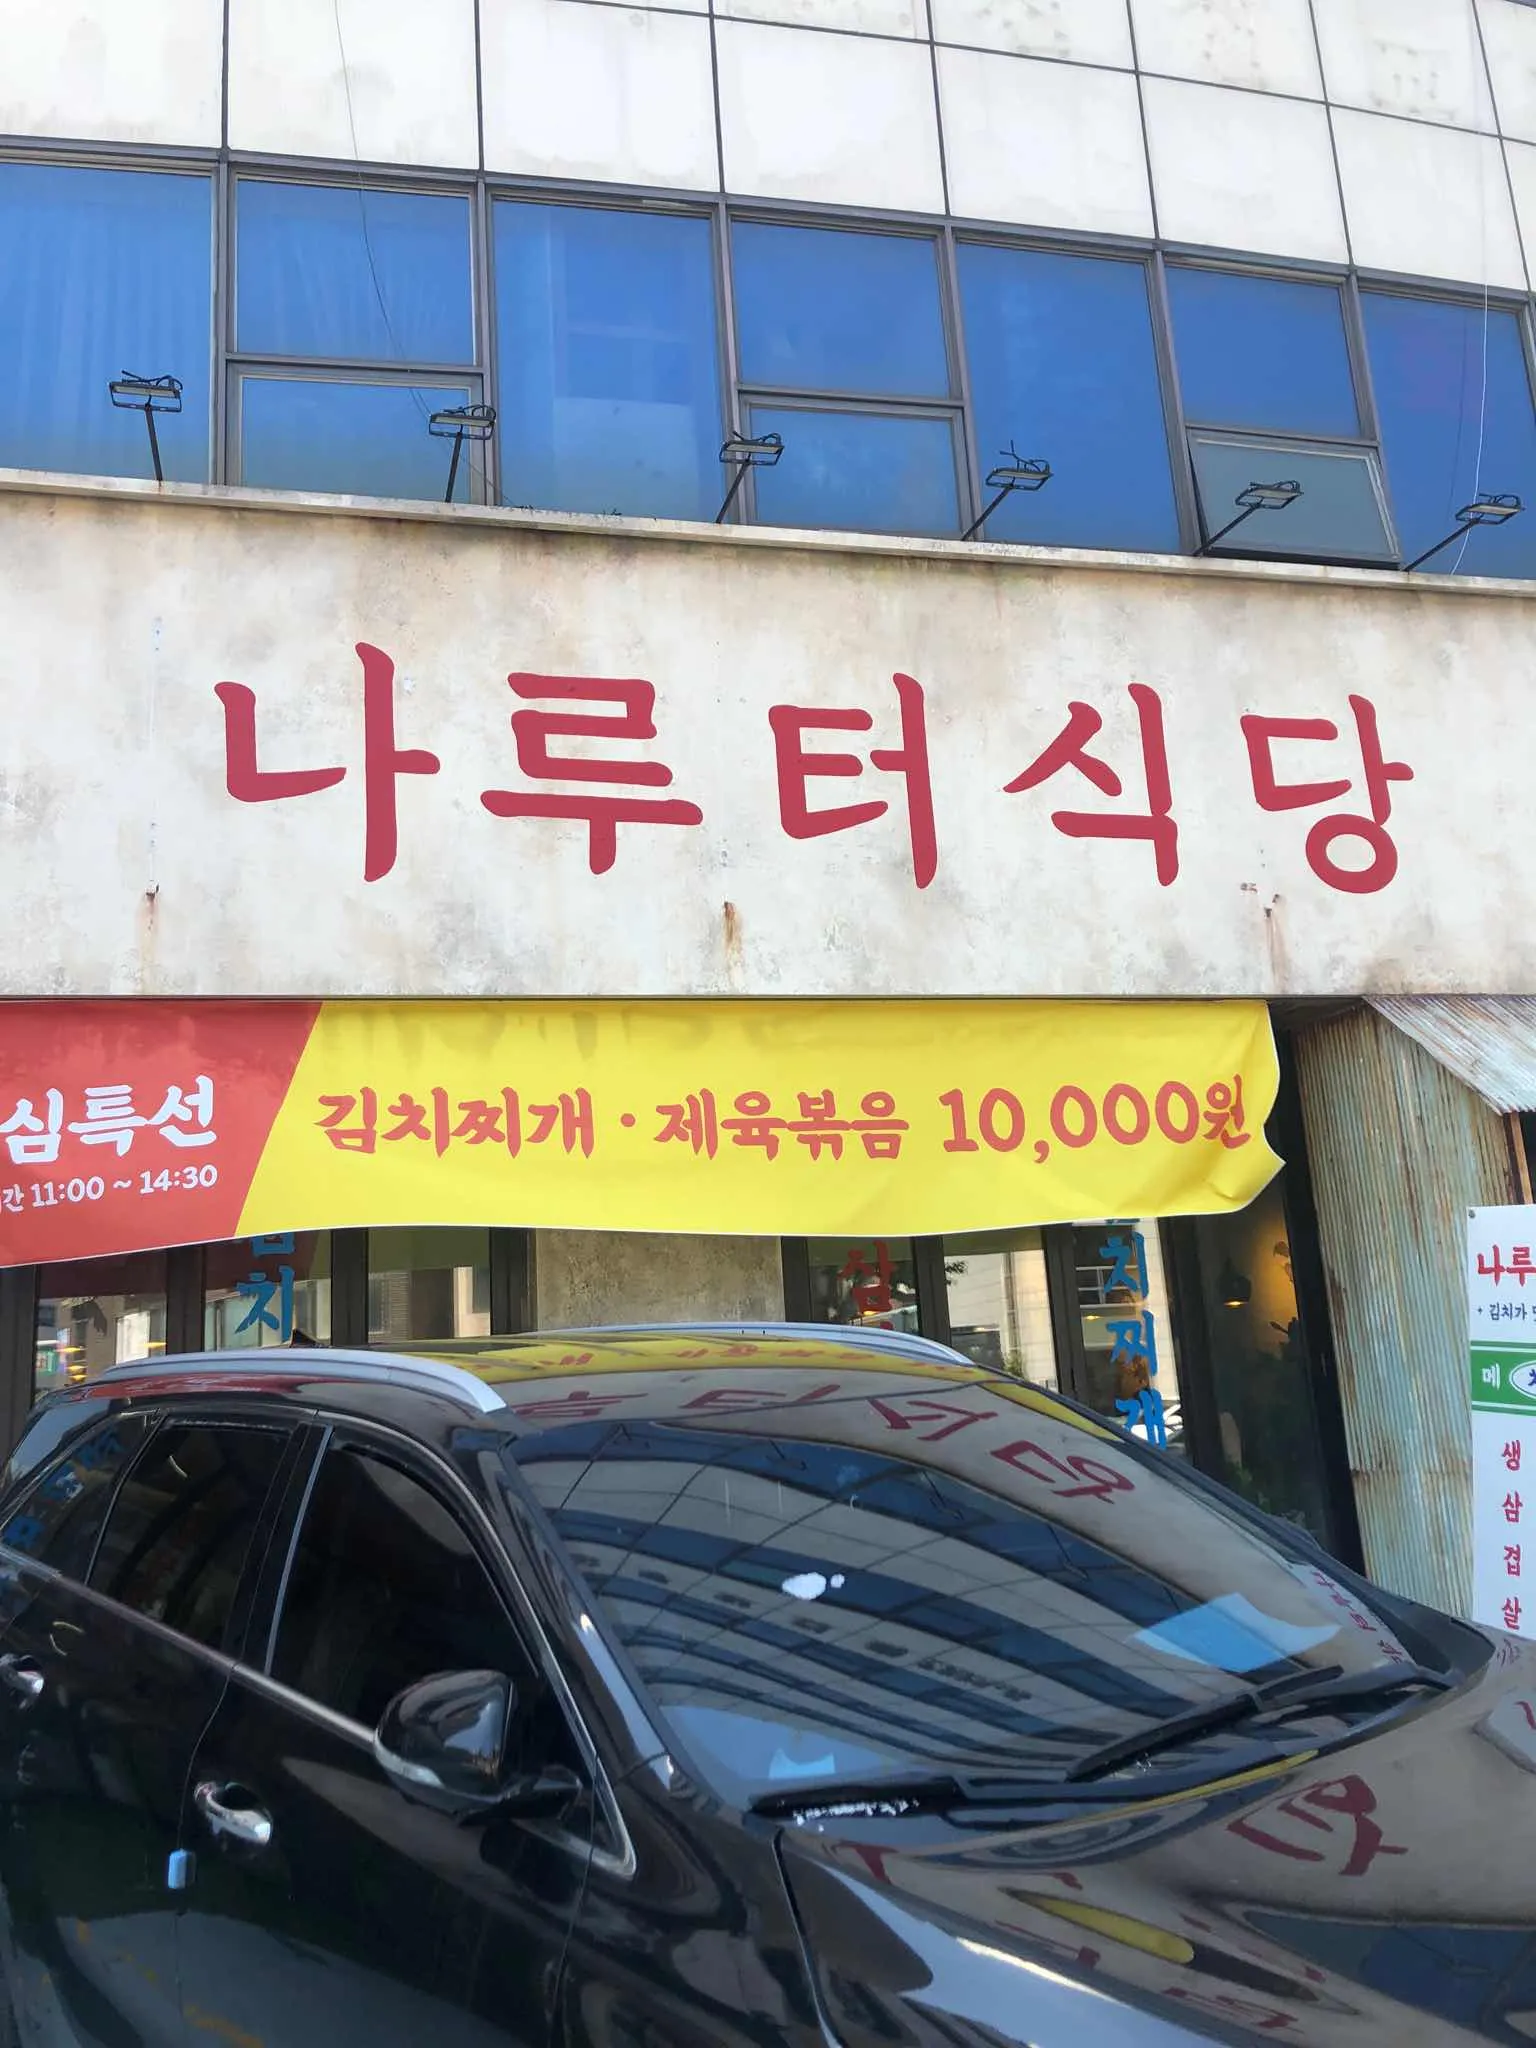 나루터식당
심특선
간 11:00 ~ 14:30
김치찌개 · 제육볶음 10,000원
김치
삼
치찌개
나루
* 김치가
메
생삼겹살